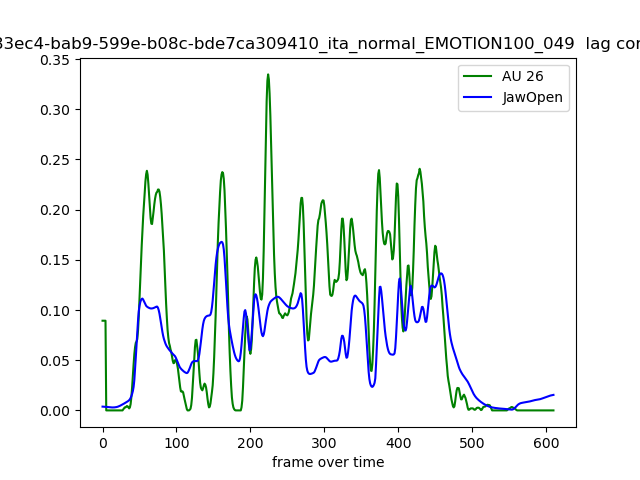 33ec4-bab9-599e-b08c-bde7ca309410_ita_normal_EMOTION100_049 lag cor
0.35
0.30
0.25
0.20
0.15
0.10
0.05
0.00
AU 26
JawOpen
0 100 200 300 400 500 600
frame over time